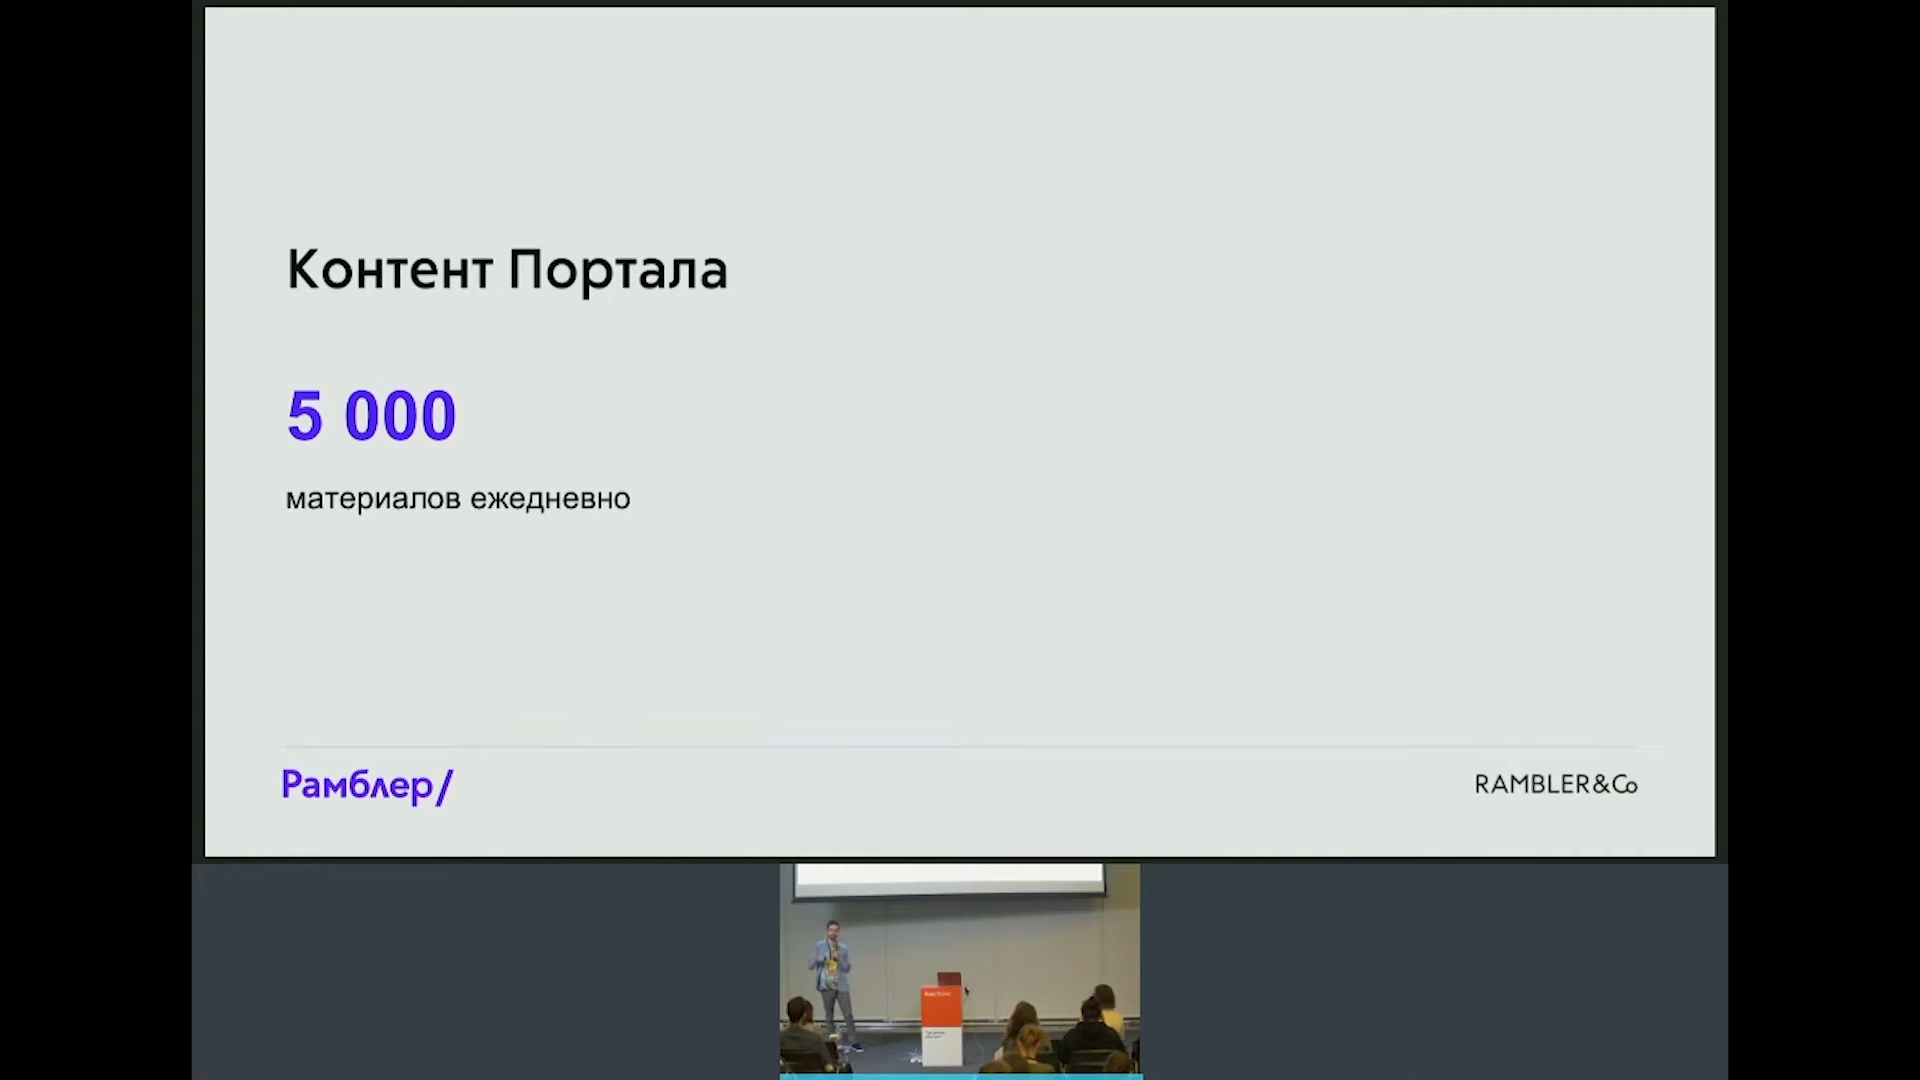 Контент Портала
5 000
материалов ежедневно
Рамблер/
RAMBLER&Co